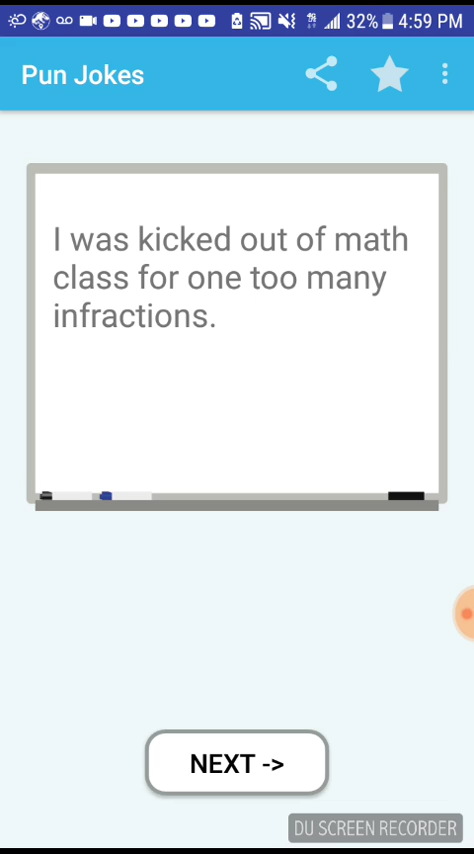 32% 4:59 PM
Pun Jokes
I was kicked out of math
class for one too many
infractions.
NEXT ->
DU SCREEN RECORDER